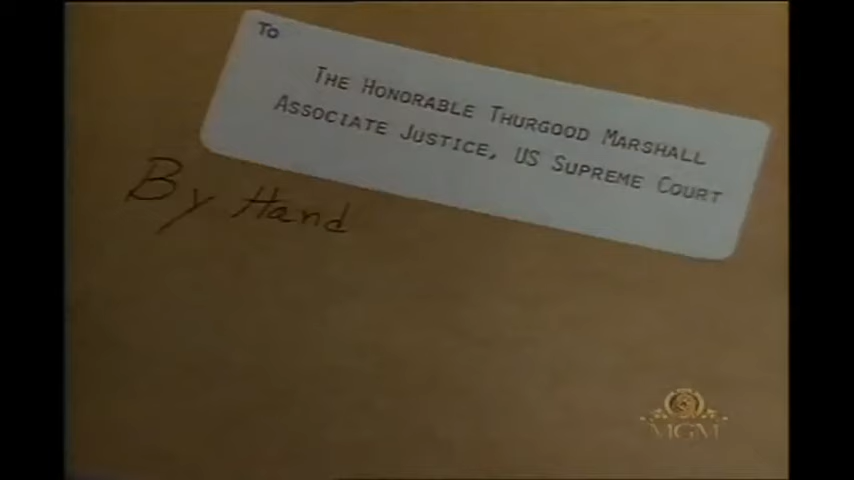 To
The Honorable Thurgood Marshall
Associate Justice, US Supreme Court
By Hand
MGM